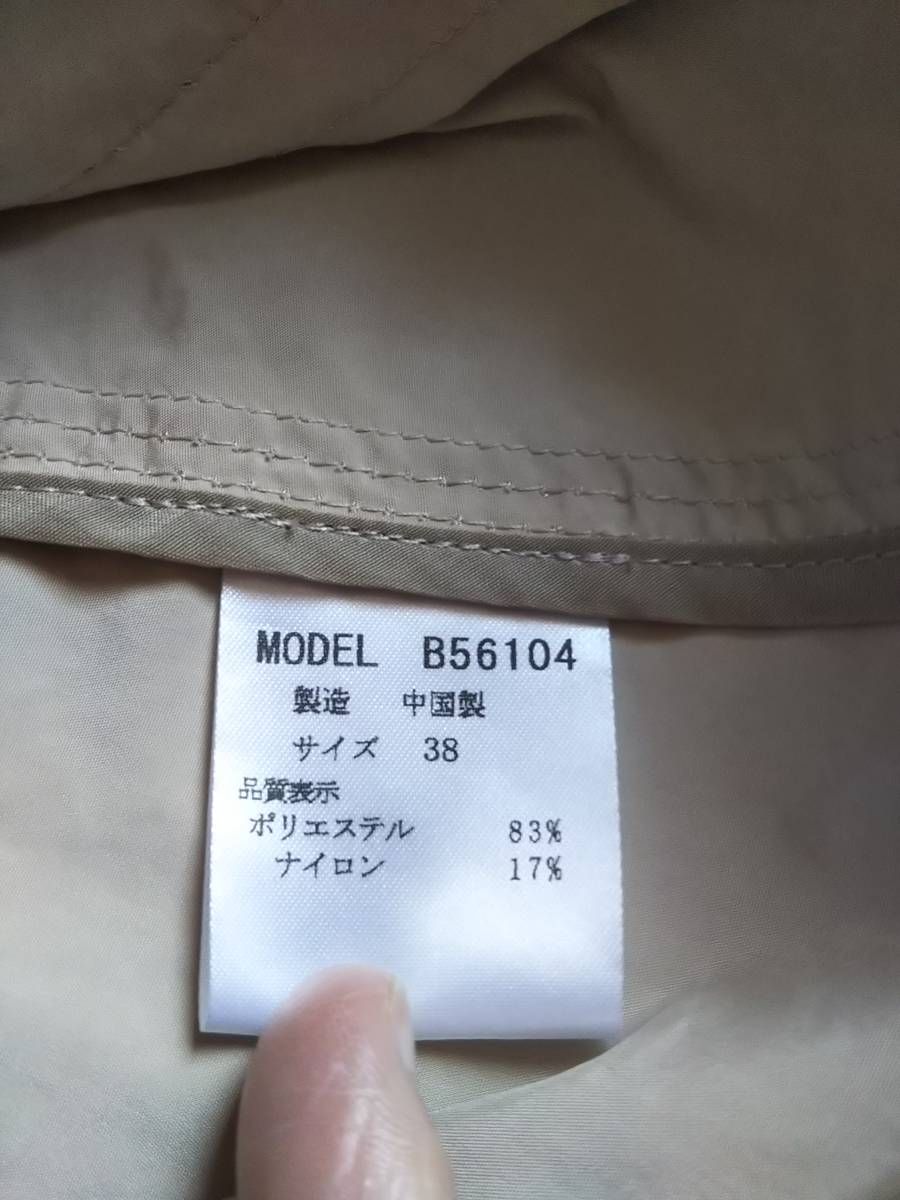 MODEL B56104
製造 中国製
サイズ 38
品質表示
ポリエステル 83%
ナイロン 17%